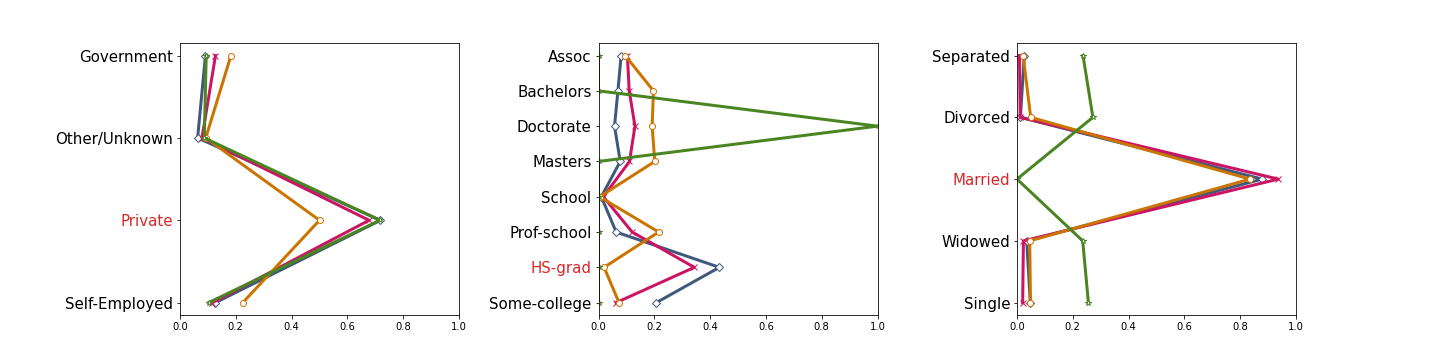 Government
Other/Unknown
Private
Self-Employed
0.0 0.2 0.4 0.6 0.8 1.0
Assoc
Bachelors
Doctorate
Masters
School
Prof-school
HS-grad
Some-college
0.0 0.2 0.4 0.6 0.8 1.0
Separated
Divorced
Married
Widowed
Single
0.0 0.2 0.4 0.6 0.8 1.0